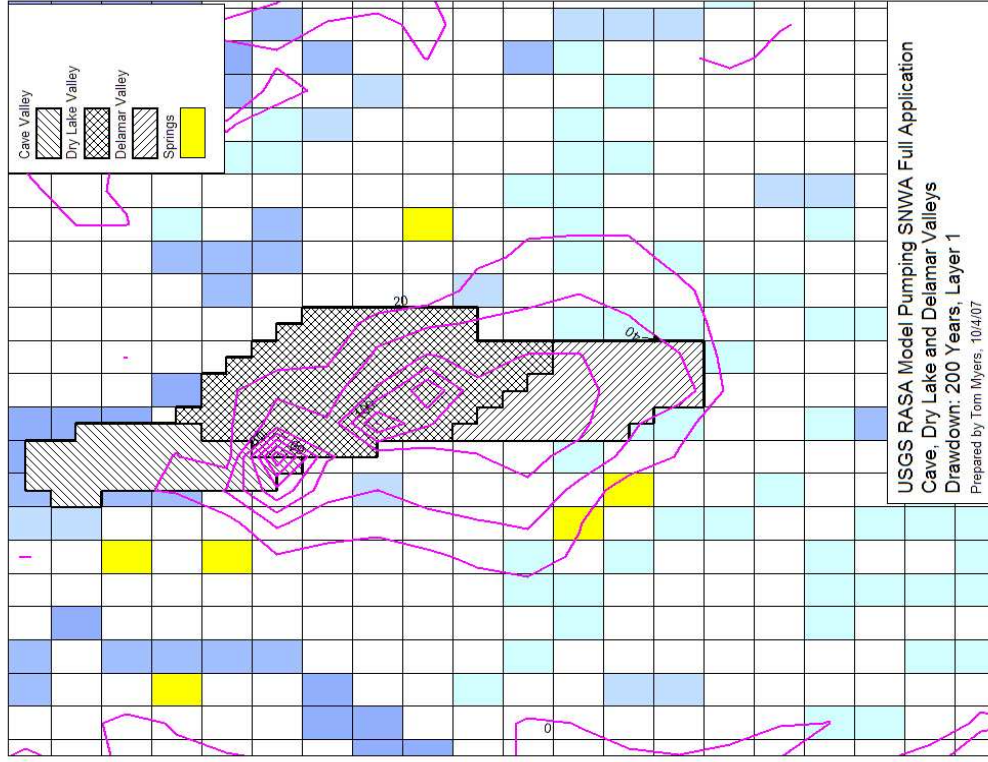 Cave Valley
Dry Lake Valley
Delamar Valley
Springs
20
40
0
USGS RASA Model Pumping SNWA Full Application
Cave, Dry Lake and Delamar Valleys
Drawdown: 200 Years, Layer 1
Prepared by Tom Myers, 10/4/07